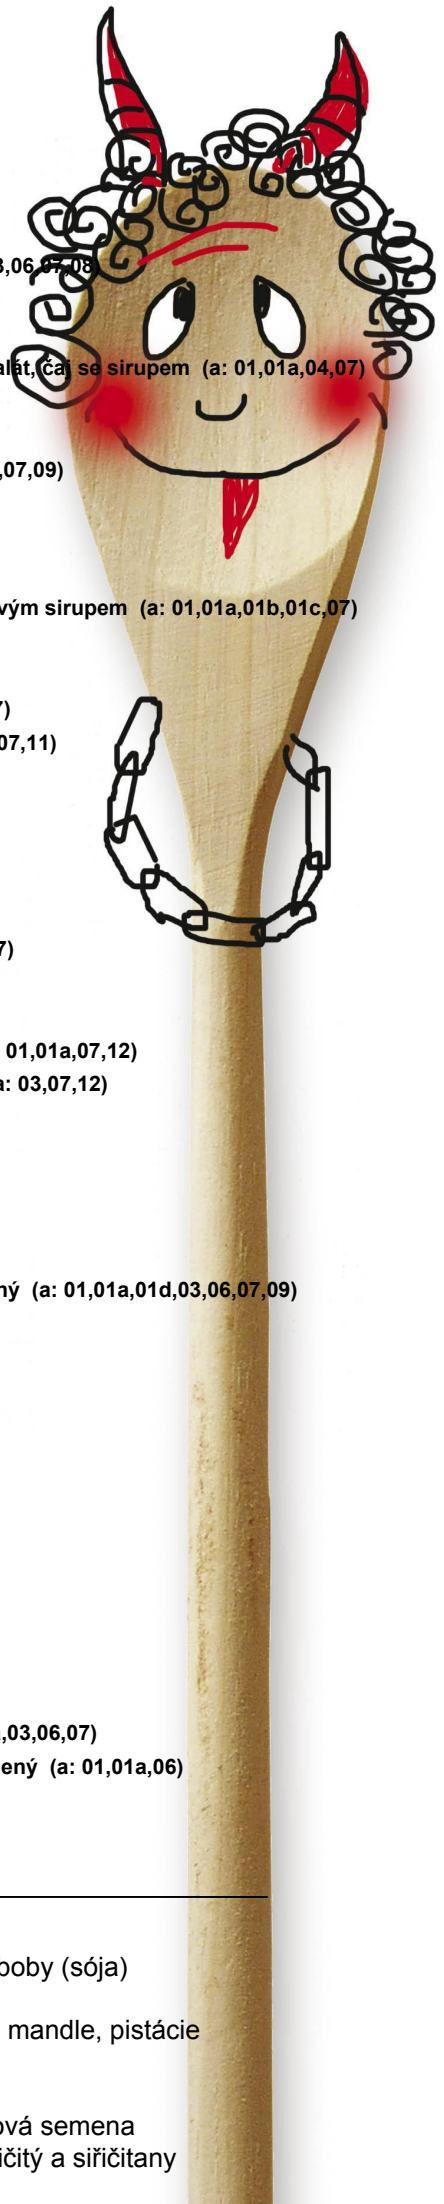 3,06,07,08)
alát, čaj se sirupem (a: 01,01a,04,07)
,07,09)
vým sirupem (a: 01,01a,01b,01c,07)
7)
07,11)
7)
01,01a,07,12)
a: 03,07,12)
ný (a: 01,01a,01d,03,06,07,09)
,03,06,07)
ený (a: 01,01a,06)
boby (sója)
mandle, pistácie
ová semena
ičitý a siřičitany